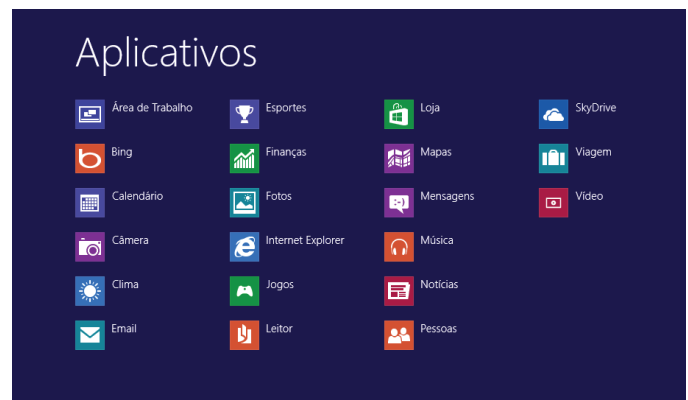 Aplicativos
Área de Trabalho
Bing
Calendário
Câmera
Clima
Email
Esportes
Finanças
Fotos
Internet Explorer
Jogos
Leitor
Loja
Mapas
Mensagens
Música
Notícias
Pessoas
SkyDrive
Viagem
Vídeo